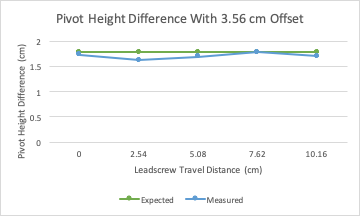 Pivot Height Difference With 3.56 cm Offset
Pivot Height Difference (cm)
2
1.5
1
0.5
0
0 2.54 5.08 7.62 10.16
Leadscrew Travel Distance (cm)
Expected Measured